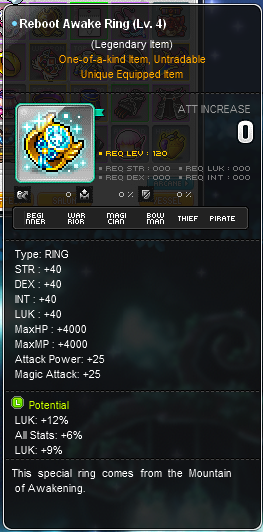 Reboot Awake Ring (Lv. 4)
(Legendary Item)
One-of-a-kind Item, Untradable
Unique Equipped Item
ATT INCREASE
0
REQ LEV : 120
REQ STR : 000 REQ LUK : 000
REQ DEX : 000 REQ INT : 000
0 % 0 % 0 %
BEGINNER WARRIOR MAGICIAN BOWMAN THIEF PIRATE
Type: RING
STR : +40
DEX : +40
INT : +40
LUK : +40
MaxHP : +4000
MaxMP : +4000
Attack Power: +25
Magic Attack: +25
L Potential
LUK: +12%
All Stats: +6%
LUK: +9%
This special ring comes from the Mountain
of Awakening.